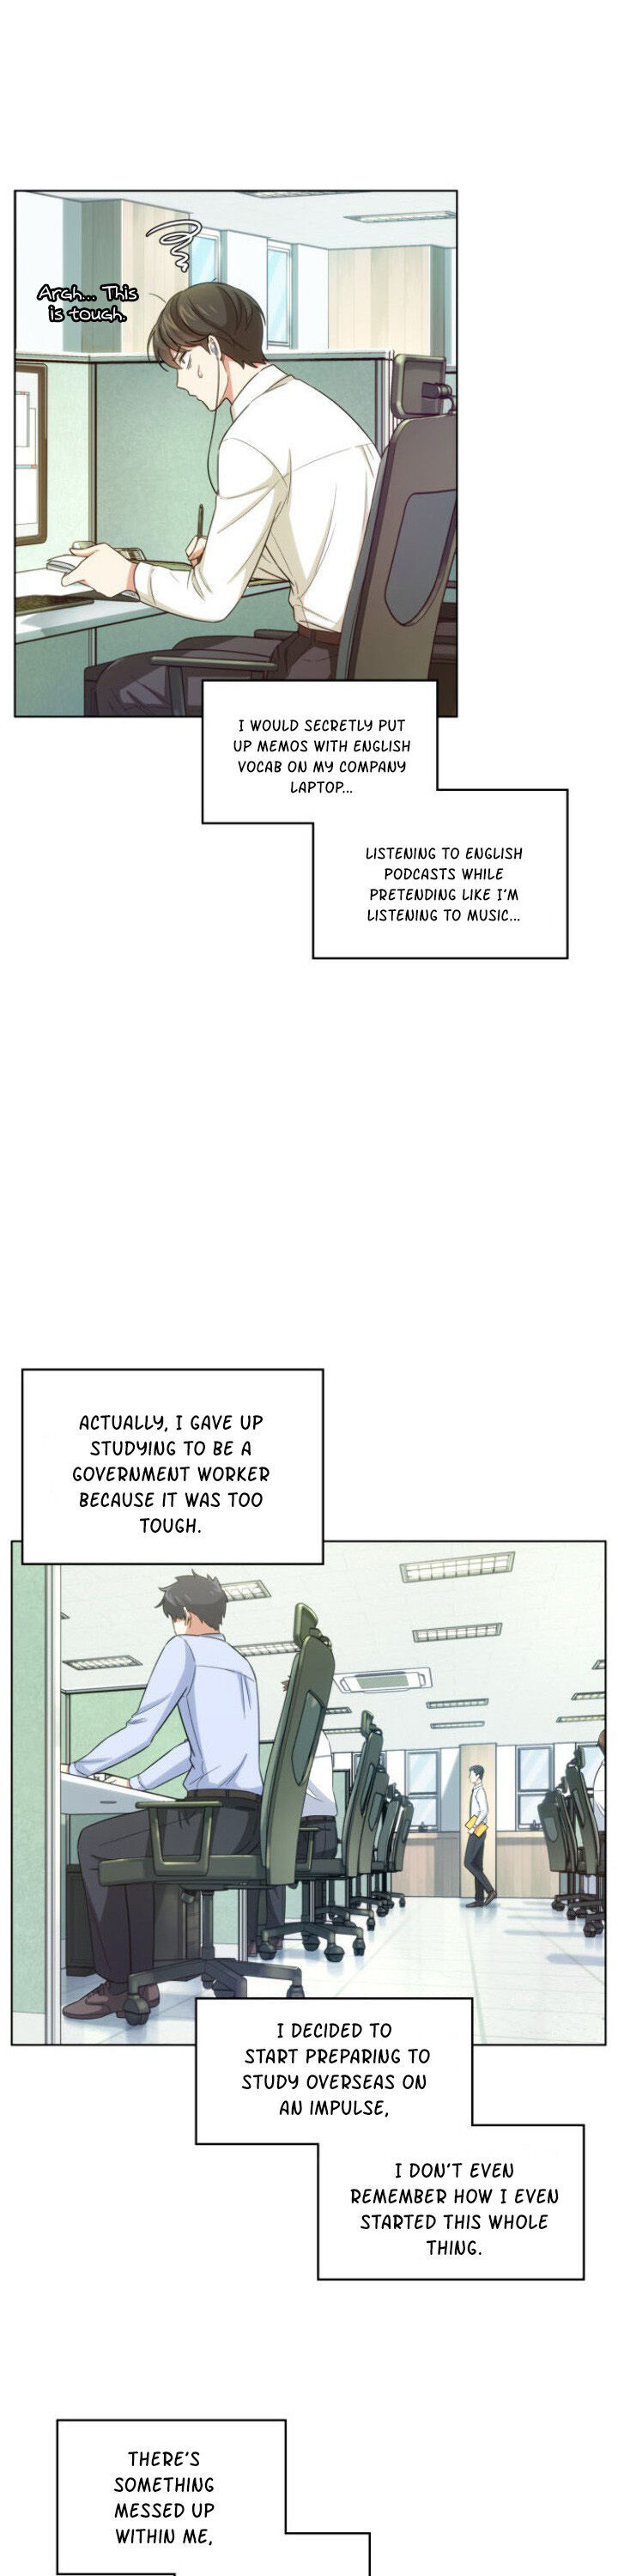 Argh... This
is tough.
I WOULD SECRETLY PUT
UP MEMOS WITH ENGLISH
VOCAB ON MY COMPANY
LAPTOP...
LISTENING TO ENGLISH
PODCASTS WHILE
PRETENDING LIKE I'M
LISTENING TO MUSIC...
ACTUALLY, I GAVE UP
STUDYING TO BE A
GOVERNMENT WORKER
BECAUSE IT WAS TOO
TOUGH.
I DECIDED TO
START PREPARING TO
STUDY OVERSEAS ON
AN IMPULSE,
I DON'T EVEN
REMEMBER HOW I EVEN
STARTED THIS WHOLE
THING.
THERE'S
SOMETHING
MESSED UP
WITHIN ME,